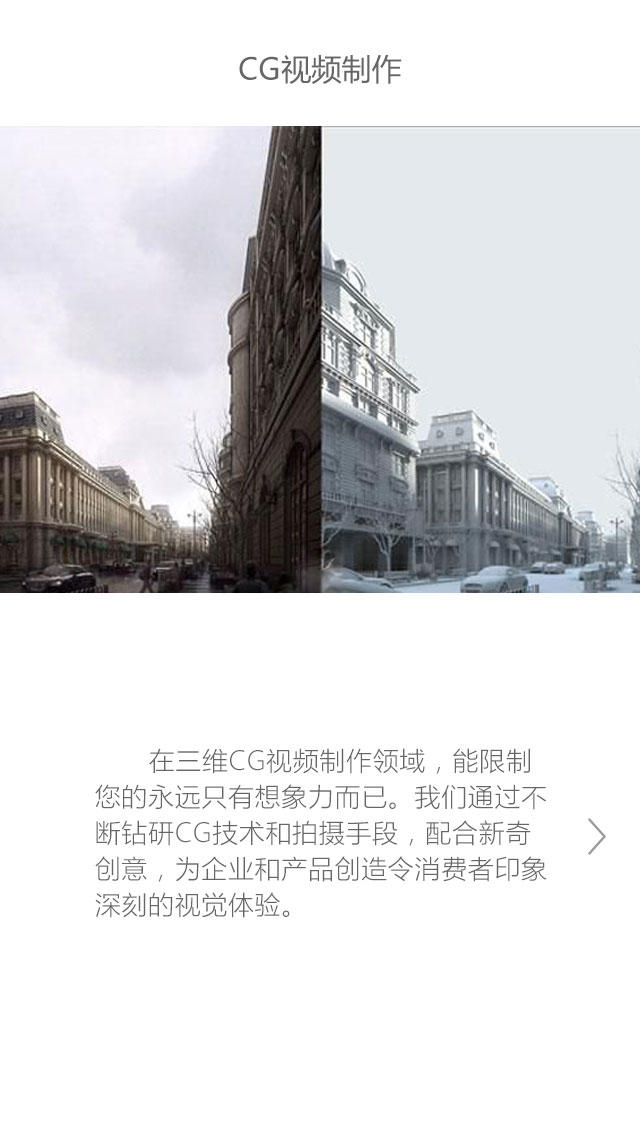 CG视频制作
在三维CG视频制作领域，能限制
您的永远只有想象力而已。我们通过不
断钻研CG技术和拍摄手段，配合新奇
创意，为企业和产品创造令消费者印象
深刻的视觉体验。